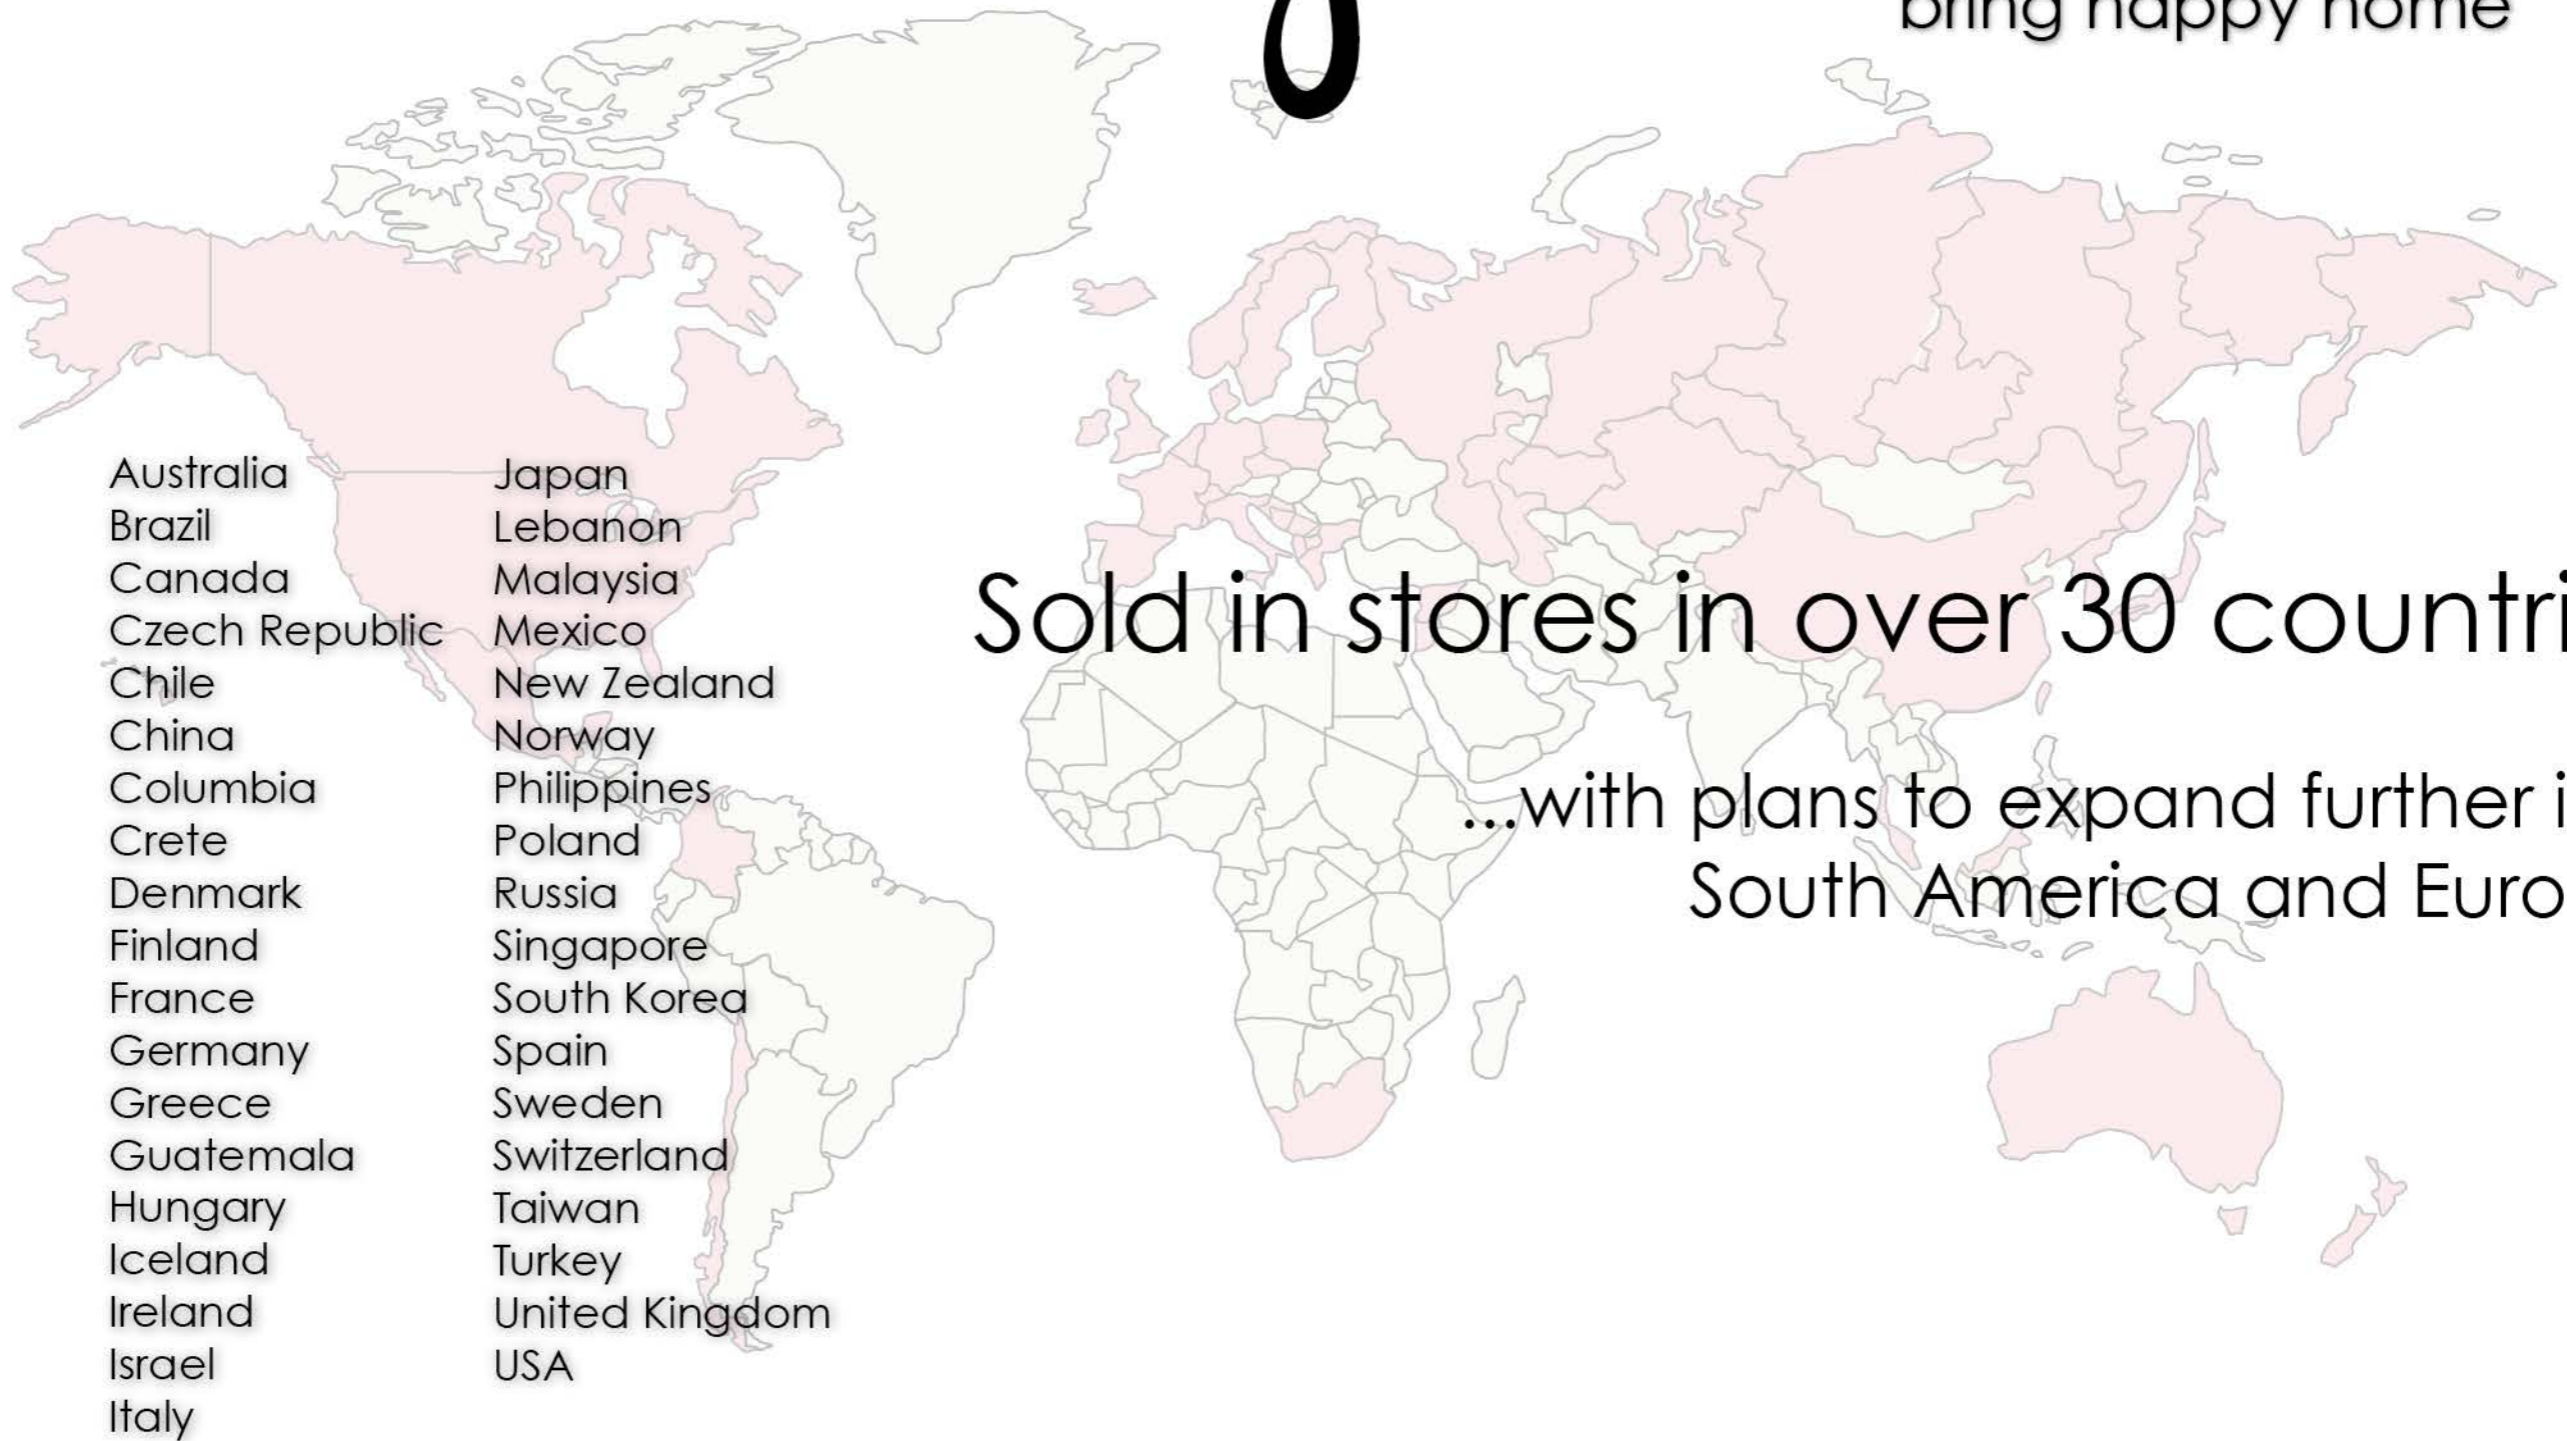 bring happy home
Australia
Brazil
Canada
Czech Republic
Chile
China
Columbia
Crete
Denmark
Finland
France
Germany
Greece
Guatemala
Hungary
Iceland
Ireland
Israel
Italy
Japan
Lebanon
Malaysia
Mexico
New Zealand
Norway
Philippines
Poland
Russia
Singapore
South Korea
Spain
Sweden
Switzerland
Taiwan
Turkey
United Kingdom
USA
Sold in stores in over 30 countri
...with plans to expand further i
South America and Euro